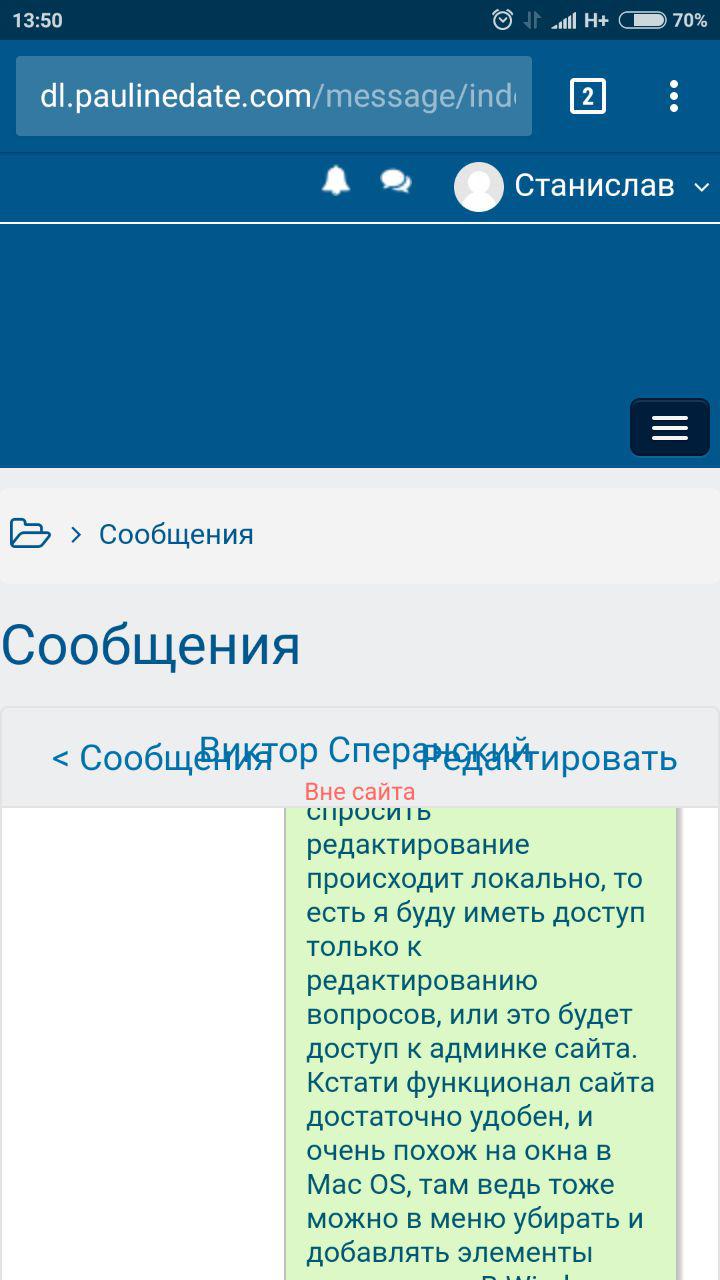 13:50 H+ 70%
dl.paulinedate.com/message/ind
2
Станислав
Сообщения
Сообщения
< Сообщения Виктор Сперанский Редактировать
Вне сайта
спросить
редактирование
происходит локально, то
есть я буду иметь доступ
только к
редактированию
вопросов, или это будет
доступ к админке сайта.
Кстати функционал сайта
достаточно удобен, и
очень похож на окна в
Mac OS, там ведь тоже
можно в меню убирать и
добавлять элементы